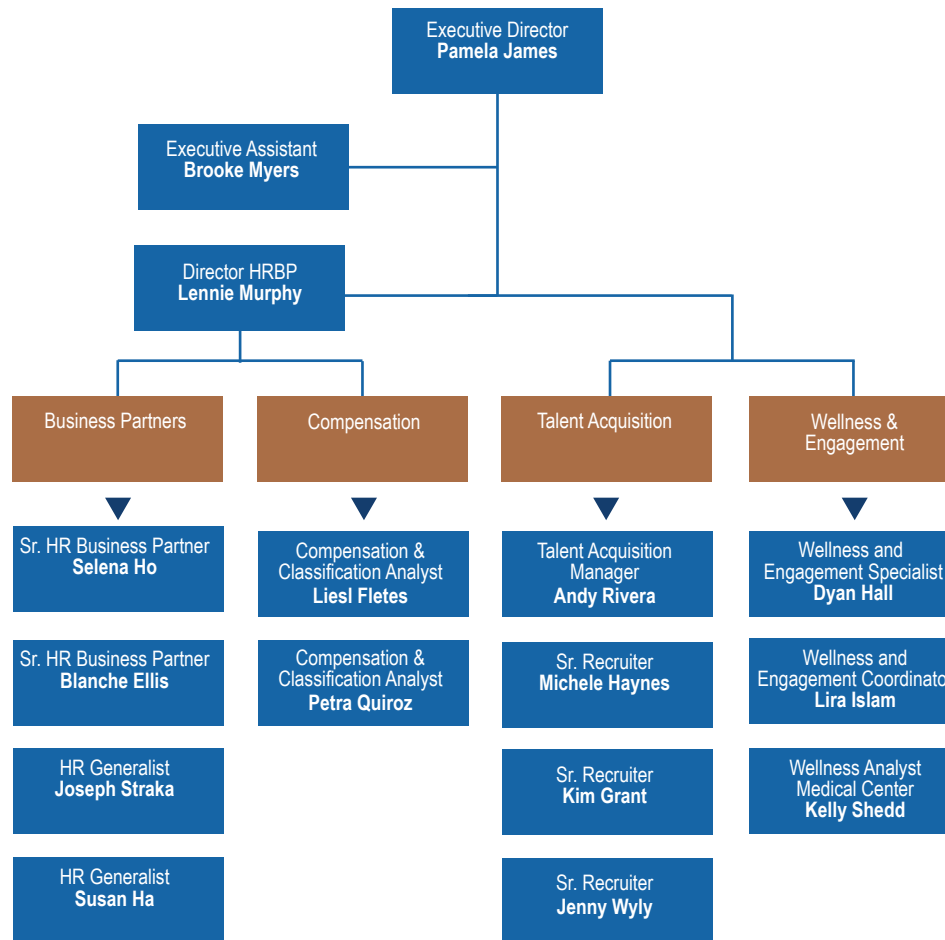 Executive Director
Pamela James
Executive Assistant
Brooke Myers
Director HRBP
Lennie Murphy
Business Partners
Compensation
Talent Acquisition
Wellness &
Engagement
Sr. HR Business Partner
Selena Ho
Sr. HR Business Partner
Blanche Ellis
HR Generalist
Joseph Straka
HR Generalist
Susan Ha
Compensation &
Classification Analyst
Liesl Fletes
Compensation &
Classification Analyst
Petra Quiroz
Talent Acquisition
Manager
Andy Rivera
Sr. Recruiter
Michele Haynes
Sr. Recruiter
Kim Grant
Sr. Recruiter
Jenny Wyly
Wellness and
Engagement Specialist
Dyan Hall
Wellness and
Engagement Coordinato
Lira Islam
Wellness Analyst
Medical Center
Kelly Shedd